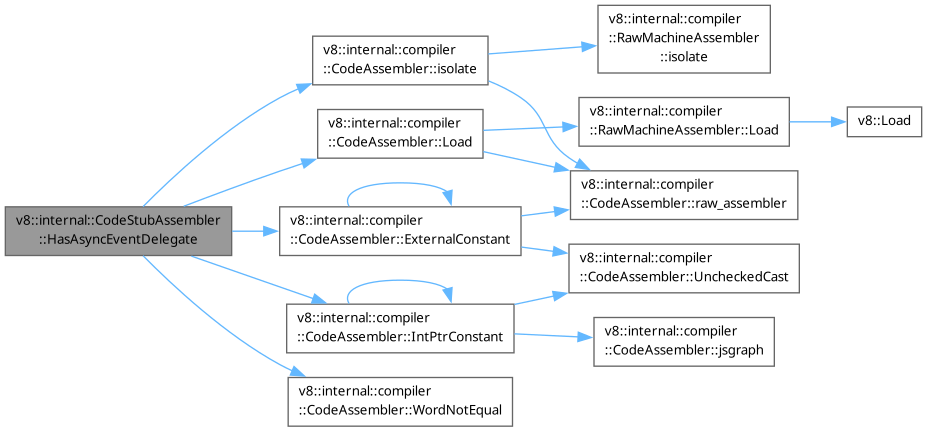 v8::internal::CodeStubAssembler
::HasAsyncEventDelegate
v8::internal::compiler
::CodeAssembler::isolate
v8::internal::compiler
::RawMachineAssembler
::isolate
v8::internal::compiler
::CodeAssembler::Load
v8::internal::compiler
::RawMachineAssembler::Load
v8::Load
v8::internal::compiler
::CodeAssembler::raw_assembler
v8::internal::compiler
::CodeAssembler::ExternalConstant
v8::internal::compiler
::CodeAssembler::UncheckedCast
v8::internal::compiler
::CodeAssembler::IntPtrConstant
v8::internal::compiler
::CodeAssembler::jsgraph
v8::internal::compiler
::CodeAssembler::WordNotEqual